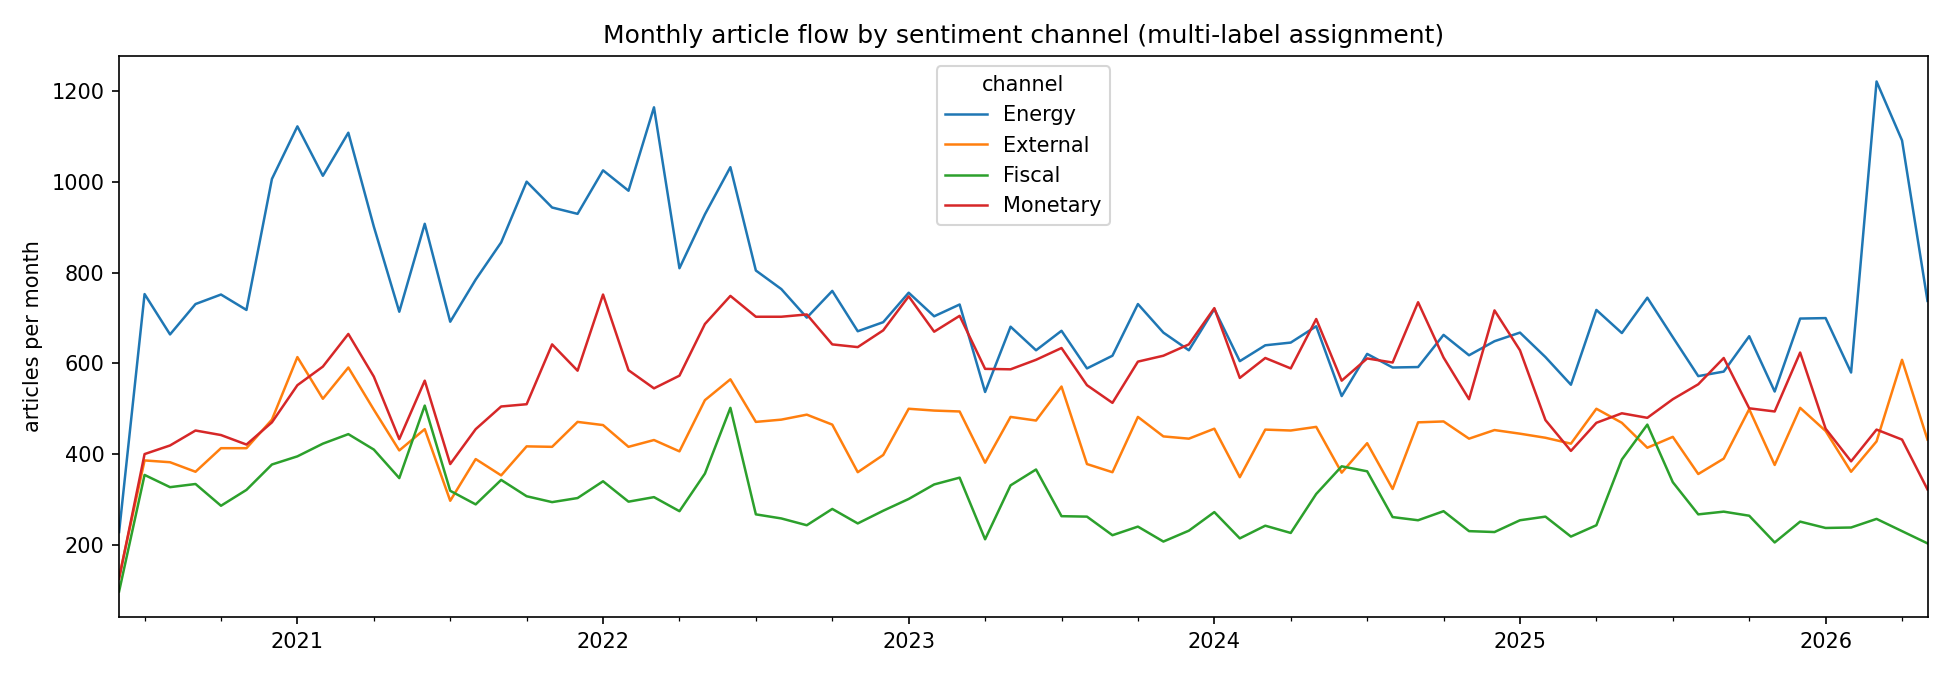 Monthly article flow by sentiment channel (multi-label assignment)
channel
Energy
External
Fiscal
Monetary
articles per month
1200
1000
800
600
400
200
2021
2022
2023
2024
2025
2026